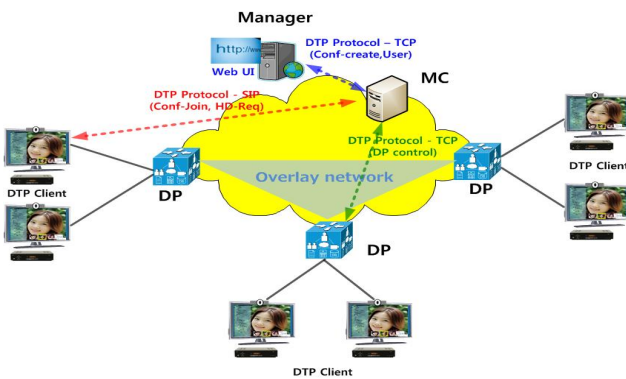 Manager
http://ww
Web UI
DTP Protocol – TCP
(Conf-create,User)
MC
DTP Protocol - SIP
(Conf-Join, HD-Req)
DTP Protocol - TCP
(DP control)
DTP Client
DP
Overlay network
DP
DTP Client
DP
DTP Client